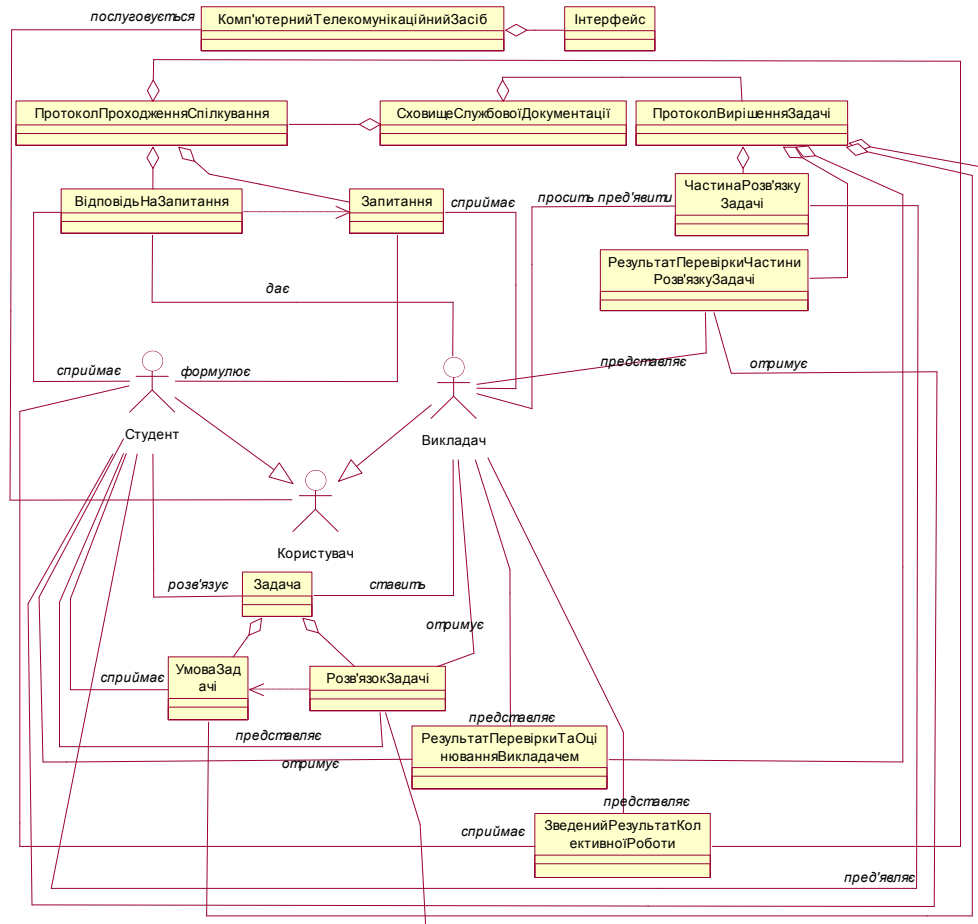 послуговується
Комп'ютернийТелекомунікаційнийЗасіб
Інтерфейс
ПротоколПроходженняСпілкування
СховищеСлужбовоїДокументації
ПротоколВирішенняЗадачі
ВідповідьНаЗапитання
Запитання
сприймає
просить пред'явити
ЧастинаРозв'язку
Задачі
РезультатПеревіркиЧастини
Розв'язкуЗадачі
дає
сприймає
формулює
представляє
отримує
Студент
Викладач
Користувач
розв'язує
Задача
ставить
отримує
сприймає
УмоваЗад
ачі
Розв'язокЗадачі
представляє
представляє
РезультатПеревіркиТаОці
нюванняВикладачем
отримує
представляє
сприймає
ЗведенийРезультатКол
ективноїРоботи
пред'являє